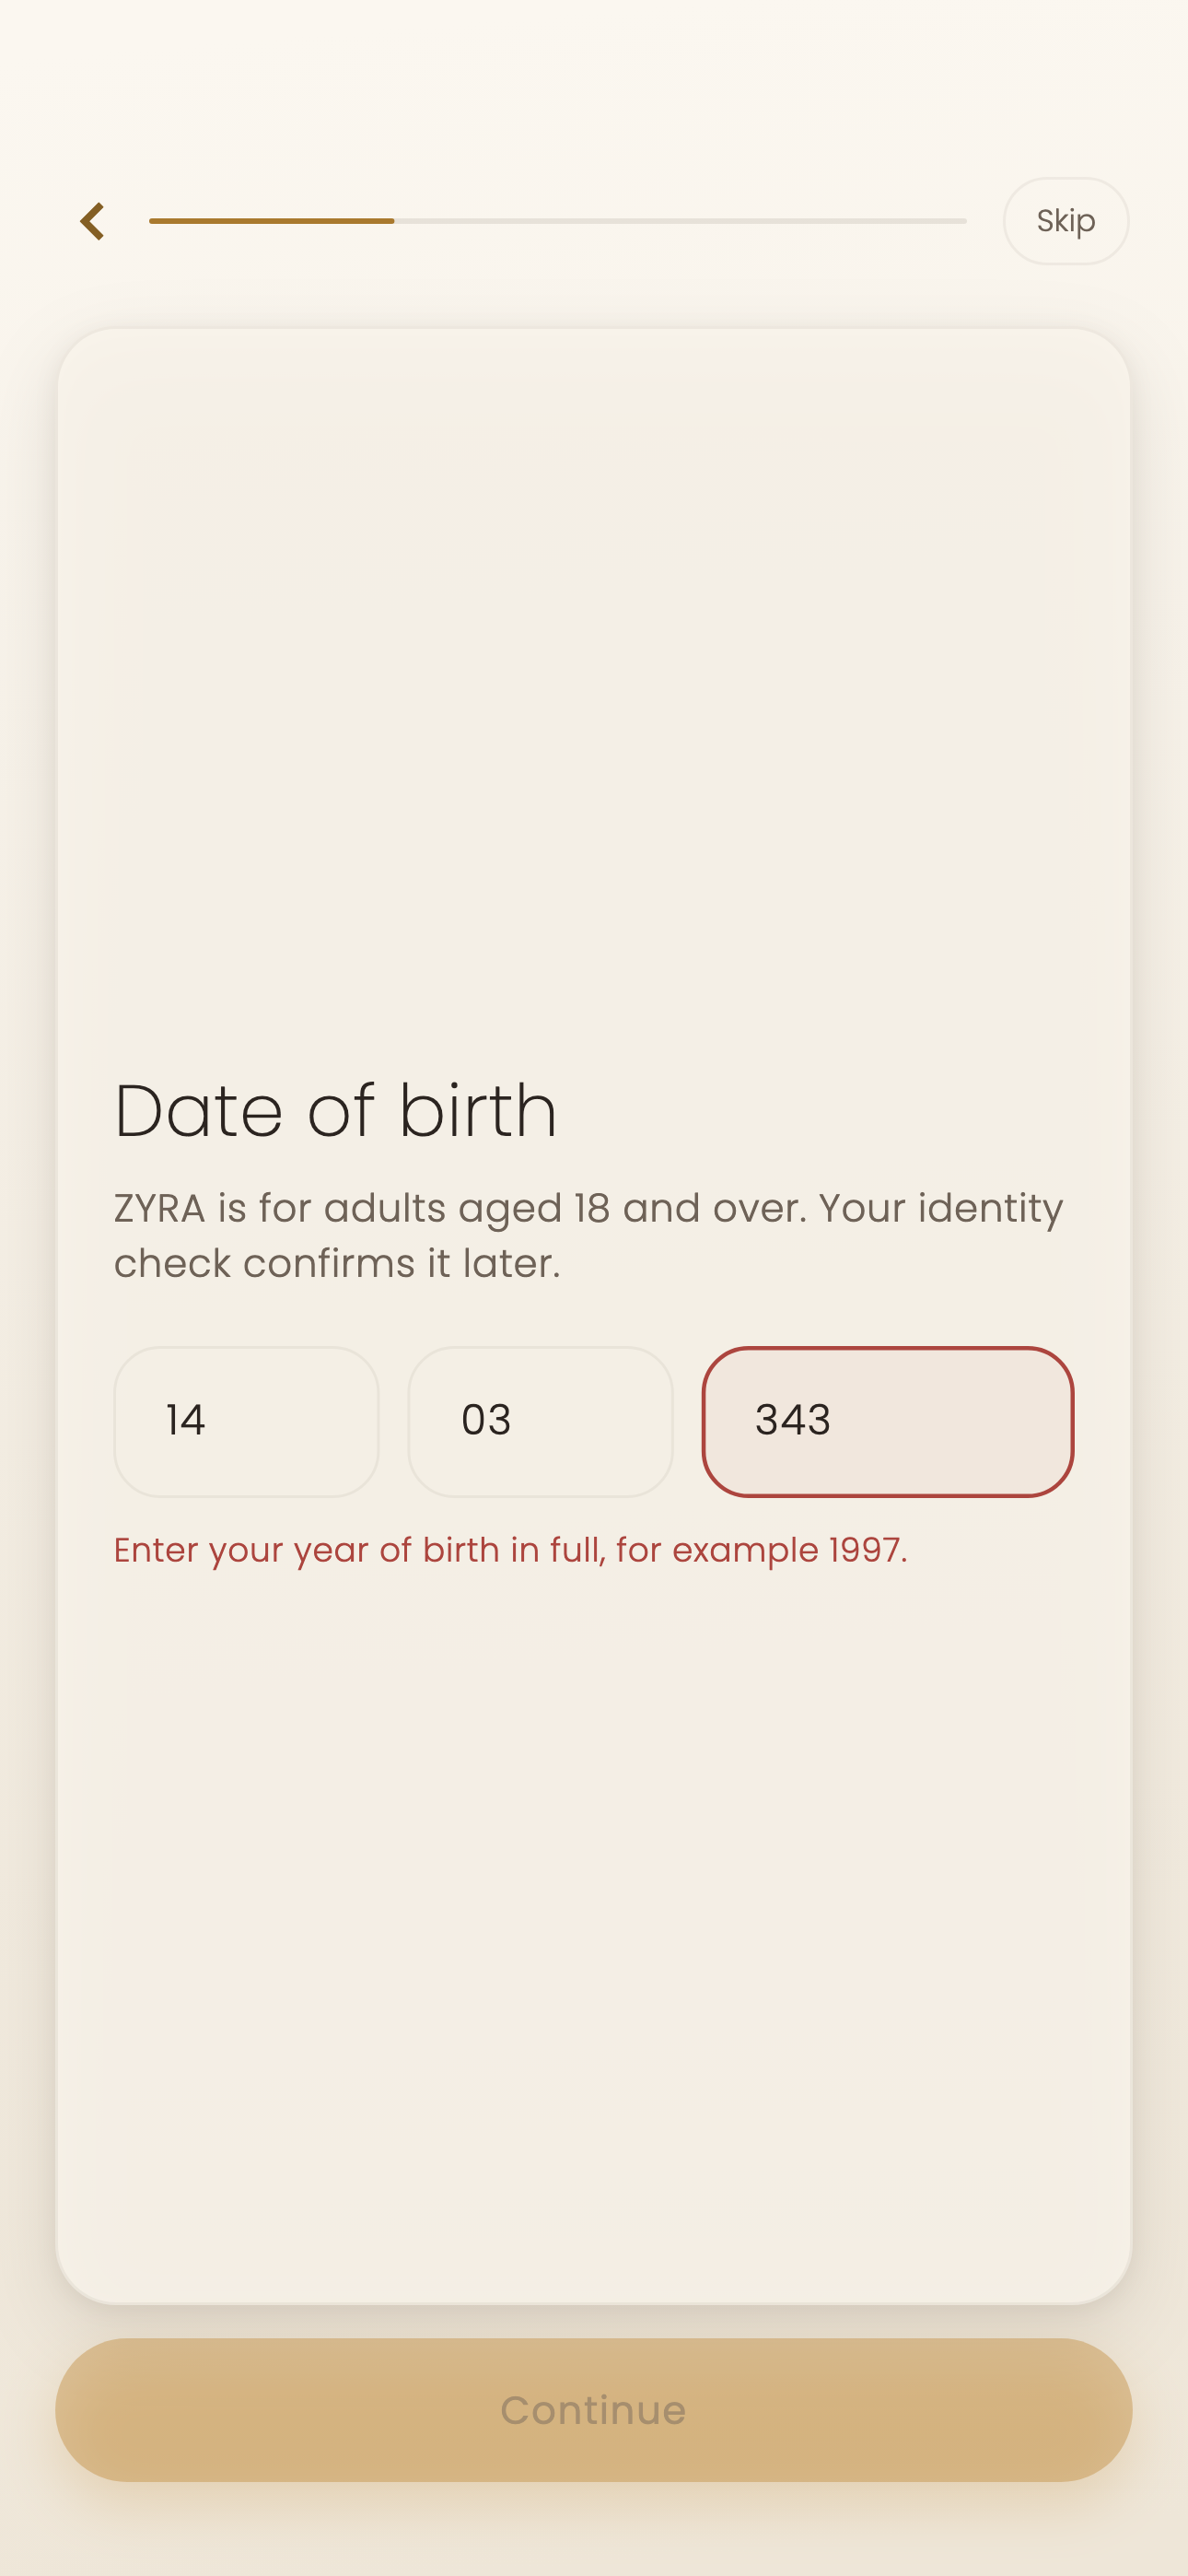 Skip
Date of birth
ZYRA is for adults aged 18 and over. Your identity
check confirms it later.
14 03 343
Enter your year of birth in full, for example 1997.
Continue